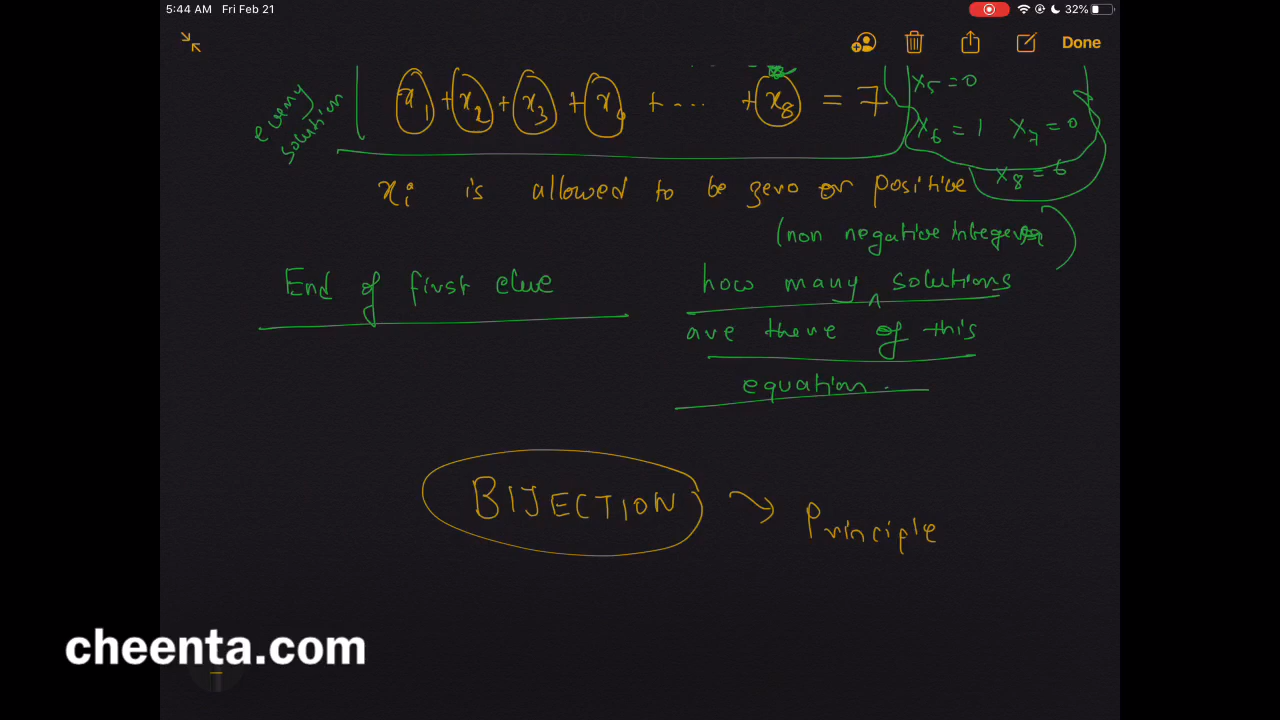 5:44 AM Fri Feb 21
32%
Done
every solution
x1 + x2 + x3 + x4 + .... + x8 = 7
x5 = 0
x6 = 1 x7 = 0
x8 = 6
xi is allowed to be zero or positive
(non negative integers)
End of first clue
how many solutions
are there of this
equation.
BIJECTION → Principle
cheenta.com